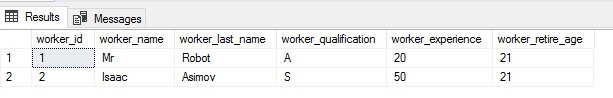 Results Messages
worker_id worker_name worker_last_name worker_qualification worker_experience worker_retire_age
1 1 Mr Robot A 20 21
2 2 Isaac Asimov S 50 21